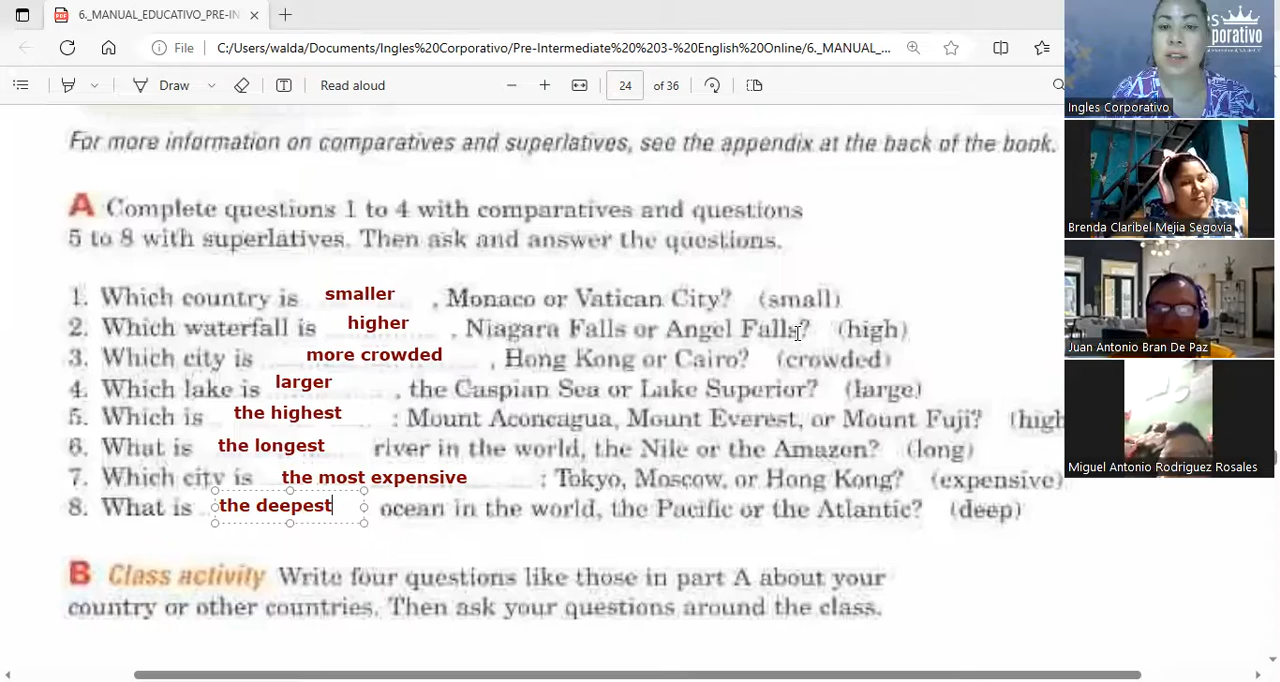 6._MANUAL_EDUCATIVO_PRE-IN
File C:/Users/walda/Documents/Ingles%20Corporativo/Pre-Intermediate%20%203-%20English%20Online/6._MANUAL_...
Draw Read aloud 24 of 36
For more information on comparatives and superlatives, see the appendix at the back of the book.
A Complete questions 1 to 4 with comparatives and questions
5 to 8 with superlatives. Then ask and answer the questions.
1. Which country is smaller , Monaco or Vatican City? (small)
2. Which waterfall is higher , Niagara Falls or Angel Falls? (high)
3. Which city is more crowded , Hong Kong or Cairo? (crowded)
4. Which lake is larger , the Caspian Sea or Lake Superior? (large)
5. Which is the highest : Mount Aconcagua, Mount Everest, or Mount Fuji? (high
6. What is the longest river in the world, the Nile or the Amazon? (long)
7. Which city is the most expensive : Tokyo, Moscow, or Hong Kong? (expensive)
8. What is the deepest ocean in the world, the Pacific or the Atlantic? (deep)
B Class activity Write four questions like those in part A about your
country or other countries. Then ask your questions around the class.
es
orporativo
Ingles Corporativo
Brenda Claribel Mejia Segovia
Juan Antonio Bran De Paz
Miguel Antonio Rodriguez Rosales